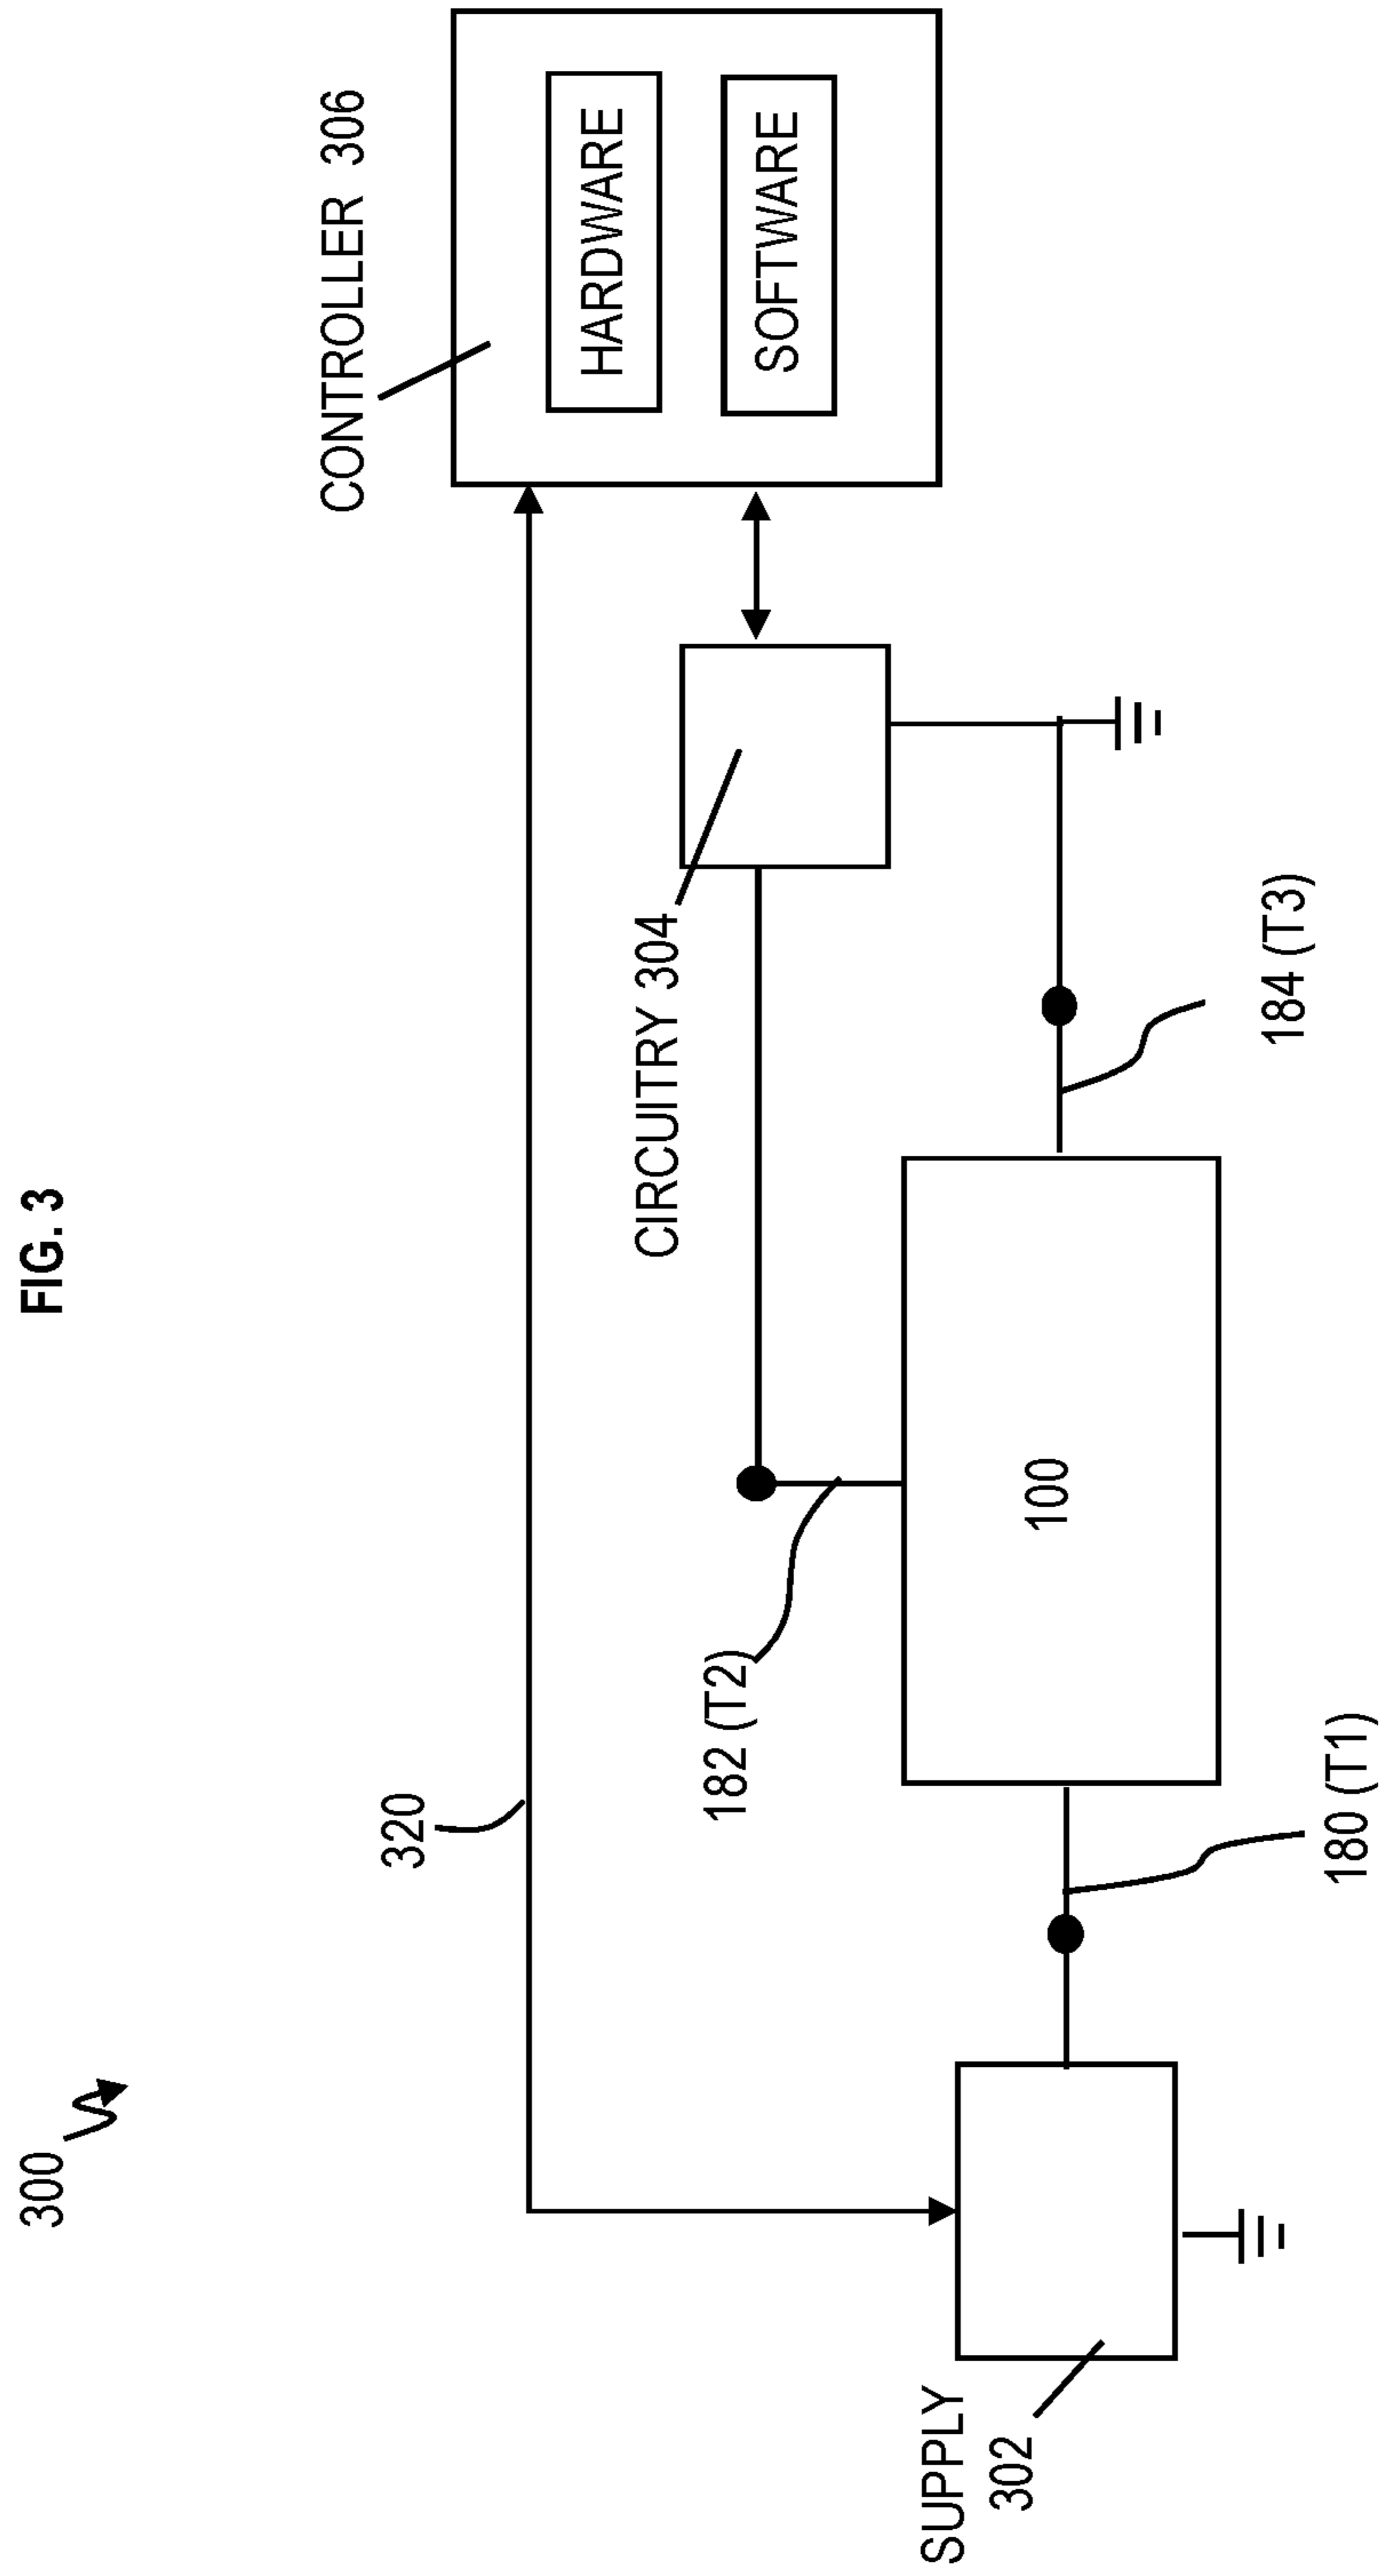 FIG. 3
300
320
CONTROLLER 306
HARDWARE
SOFTWARE
CIRCUITRY 304
182 (T2)
100
SUPPLY
302
180 (T1)
184 (T3)